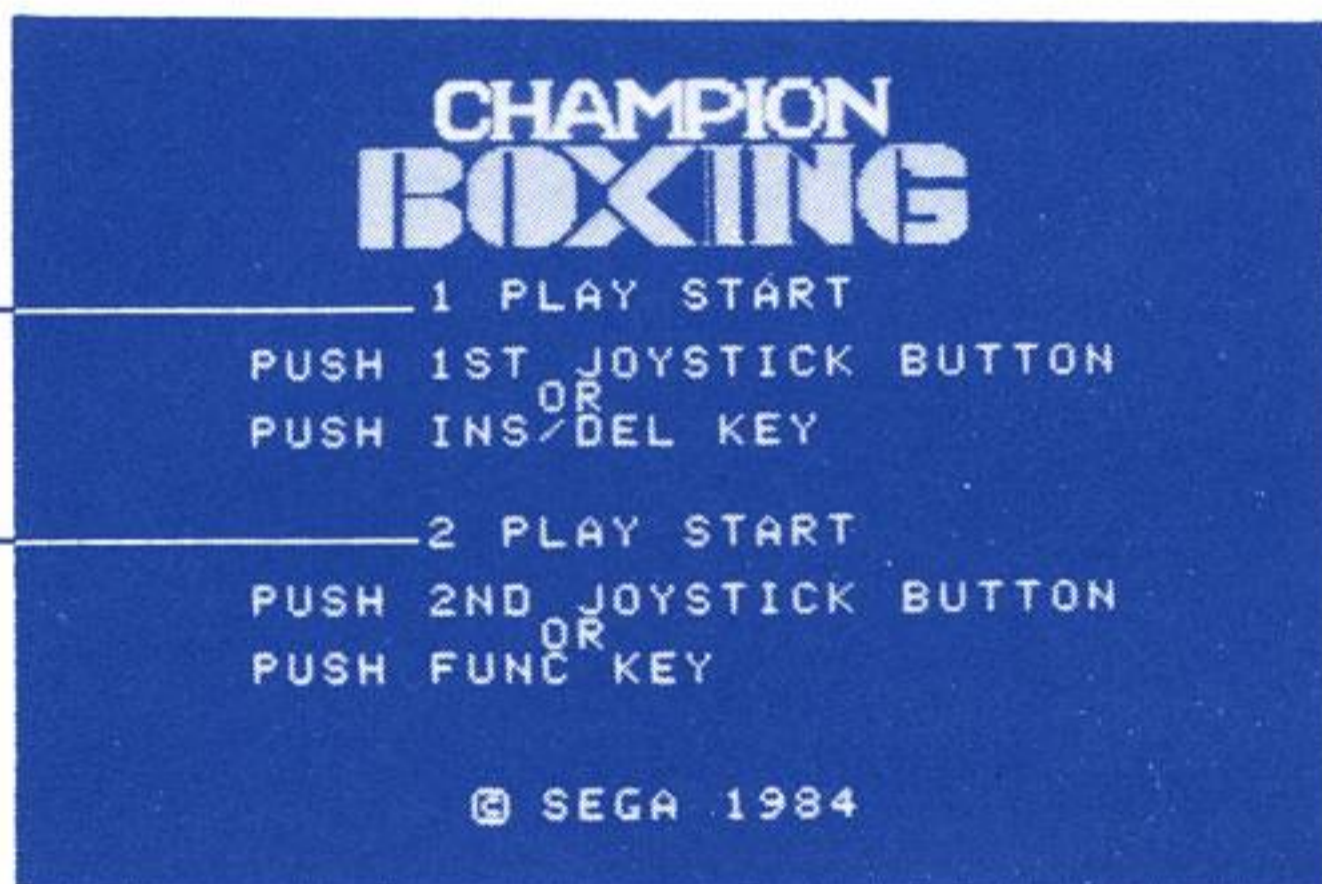 CHAMPION
BOXING
1 PLAY START
PUSH 1ST JOYSTICK BUTTON
OR
PUSH INS/DEL KEY
2 PLAY START
PUSH 2ND JOYSTICK BUTTON
OR
PUSH FUNC KEY
© SEGA 1984